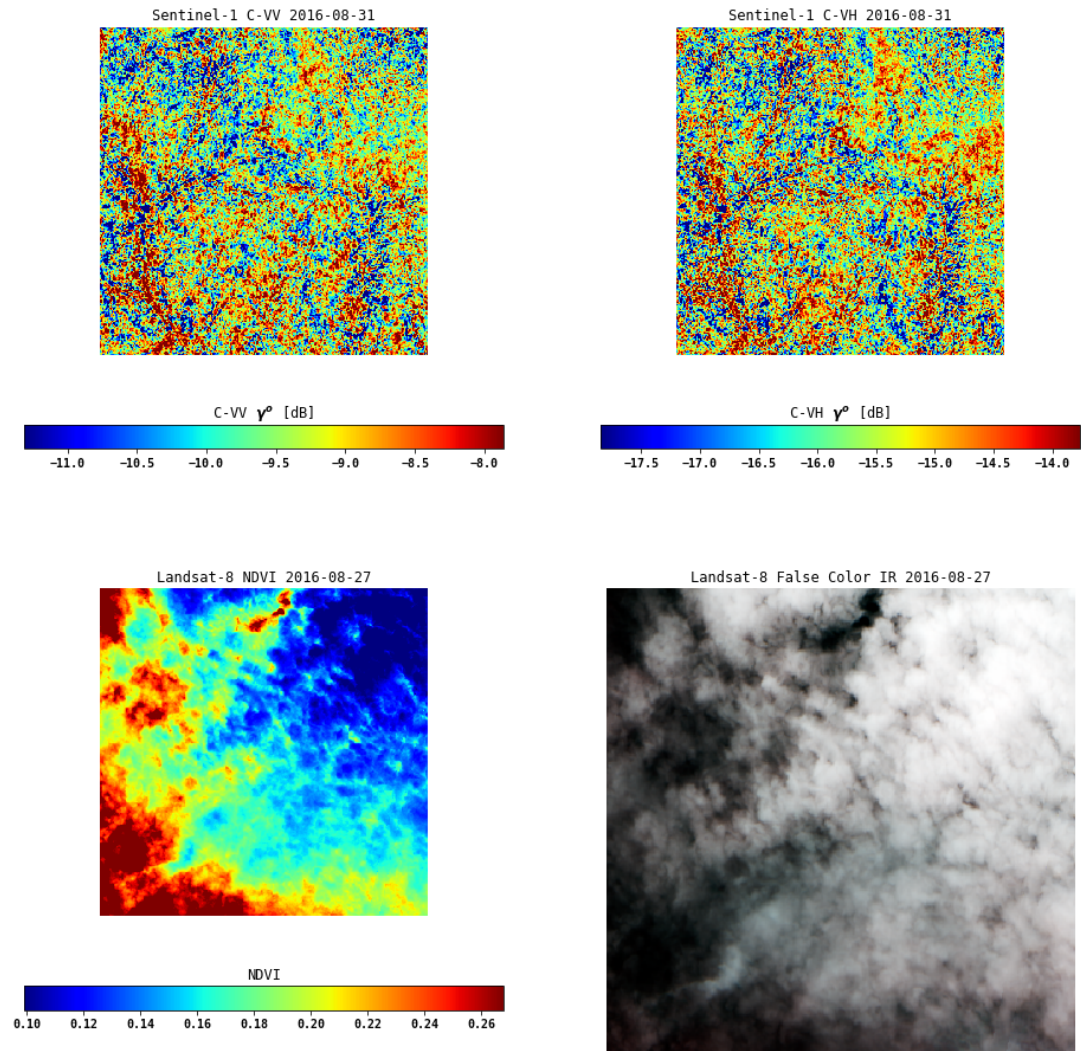 Sentinel-1 C-VV 2016-08-31
Sentinel-1 C-VH 2016-08-31
C-VV γ⁰ [dB]
C-VH γ⁰ [dB]
−11.0 −10.5 −10.0 −9.5 −9.0 −8.5 −8.0
−17.5 −17.0 −16.5 −16.0 −15.5 −15.0 −14.5 −14.0
Landsat-8 NDVI 2016-08-27
Landsat-8 False Color IR 2016-08-27
NDVI
0.10 0.12 0.14 0.16 0.18 0.20 0.22 0.24 0.26